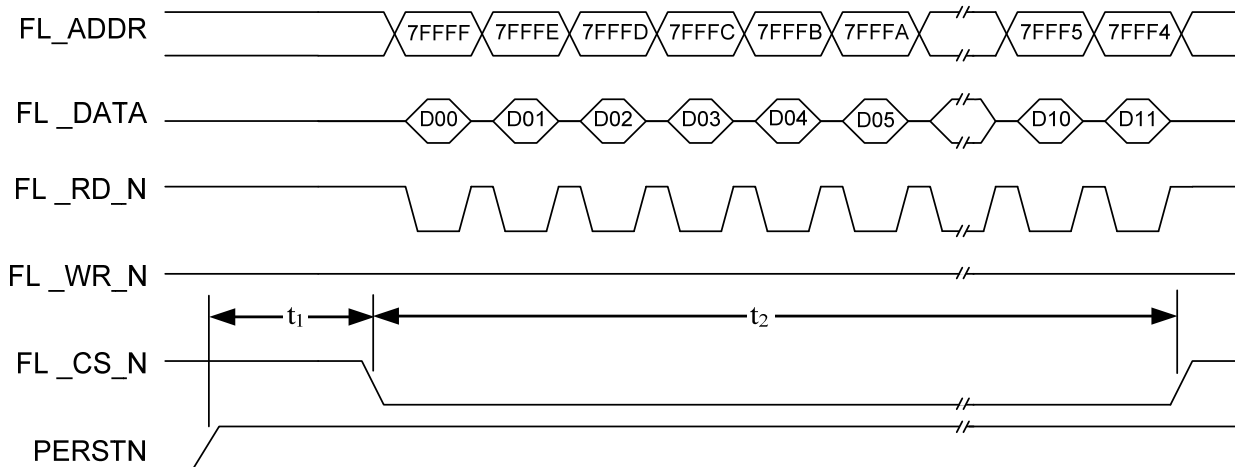 FL_ADDR 7FFFF 7FFFE 7FFFD 7FFFC 7FFFB 7FFFA 7FFF5 7FFF4
FL _DATA D00 D01 D02 D03 D04 D05 D10 D11
FL _RD_N
FL _WR_N
t1 t2
FL _CS_N
PERSTN